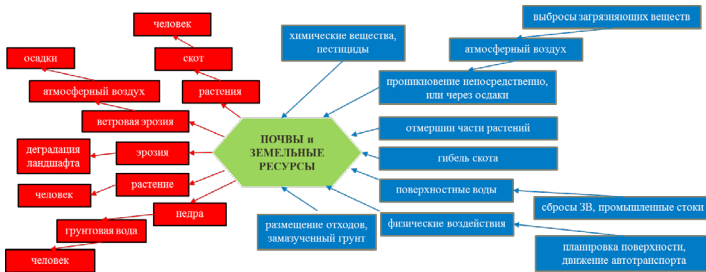 выбросы загрязняющих веществ
человек
химические вещества,
пестициды
атмосферный воздух
осадки
скот
атмосферный воздух
растения
проникновение непосредственно,
или через осдаки
ветровая эрозия
ПОЧВЫ и
ЗЕМЕЛЬНЫЕ
РЕСУРСЫ
отмершии части растений
деградация
ландшафта
эрозия
гибель скота
человек
растение
поверхностные воды
недра
сбросы ЗВ, промышленные стоки
грунтовая вода
размещение отходов,
замазученный грунт
физические воздействия
человек
планировка поверхности,
движение автотранспорта